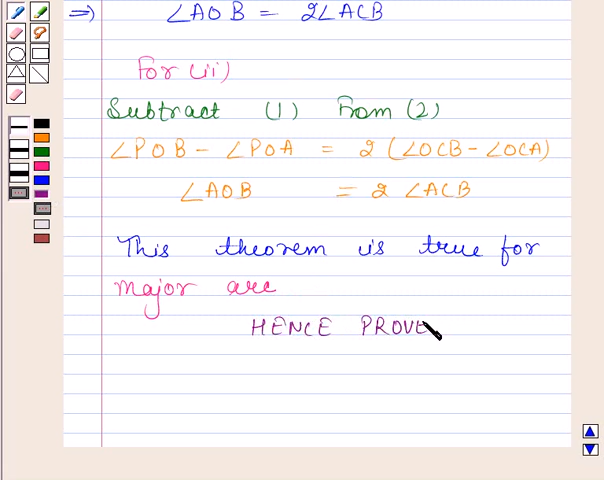 ⇒ ∠AOB = 2∠ACB
For (ii)
Subtract (1) From (2)
∠POB - ∠POA = 2 (∠OCB - ∠OCA)
∠AOB = 2 ∠ACB
This theorem is true for
major arc
HENCE PROVE